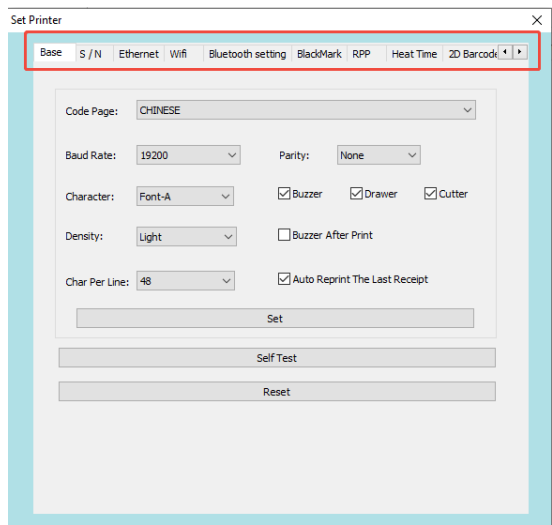 Set Printer
Base S / N Ethernet Wifi Bluetooth setting BlackMark RPP Heat Time 2D Barcode
Code Page: CHINESE
Baud Rate: 19200 Parity: None
Character: Font-A Buzzer Drawer Cutter
Density: Light Buzzer After Print
Char Per Line: 48 Auto Reprint The Last Receipt
Set
Self Test
Reset